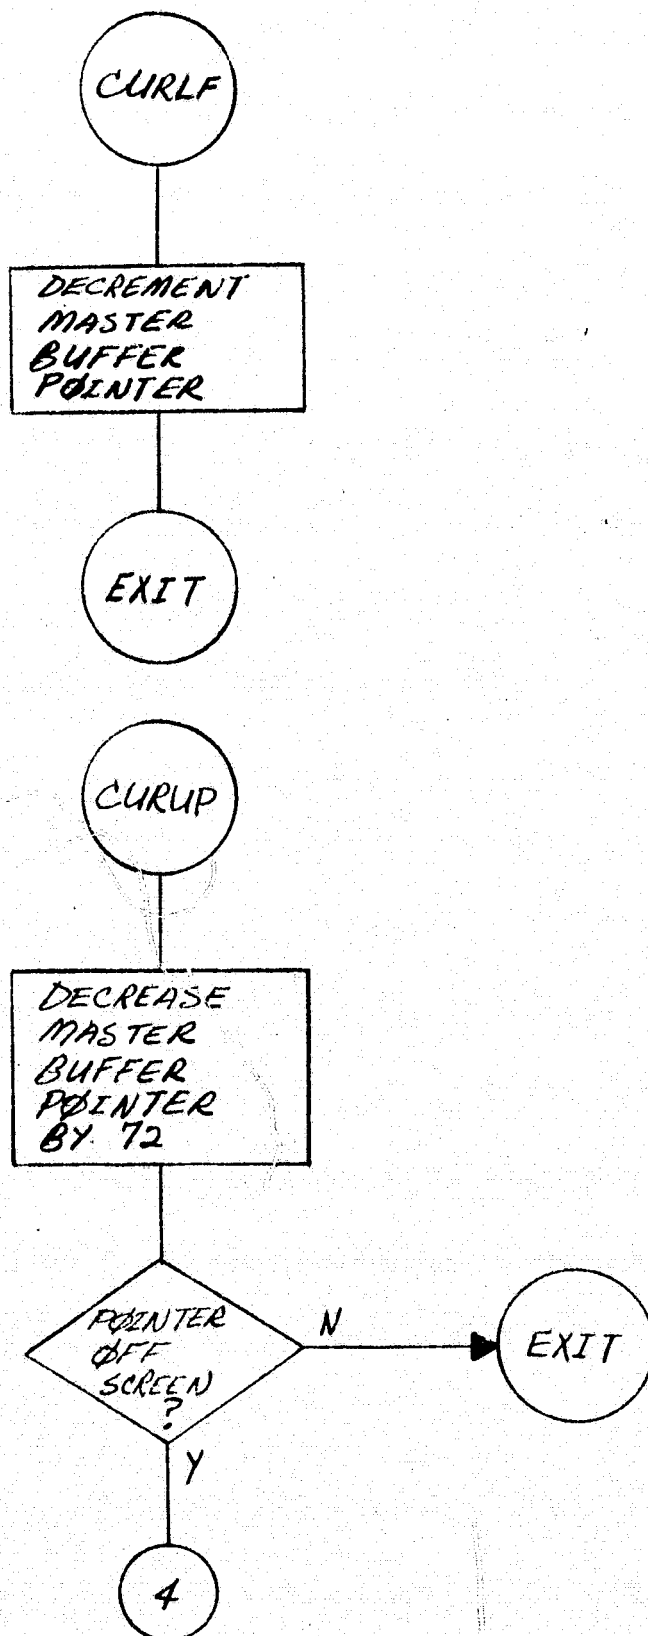 CURLF
DECREMENT
MASTER
BUFFER
PØINTER
EXIT
CURUP
DECREASE
MASTER
BUFFER
PØINTER
BY 72
PØINTER
ØFF
SCREEN
?
N
EXIT
Y
4